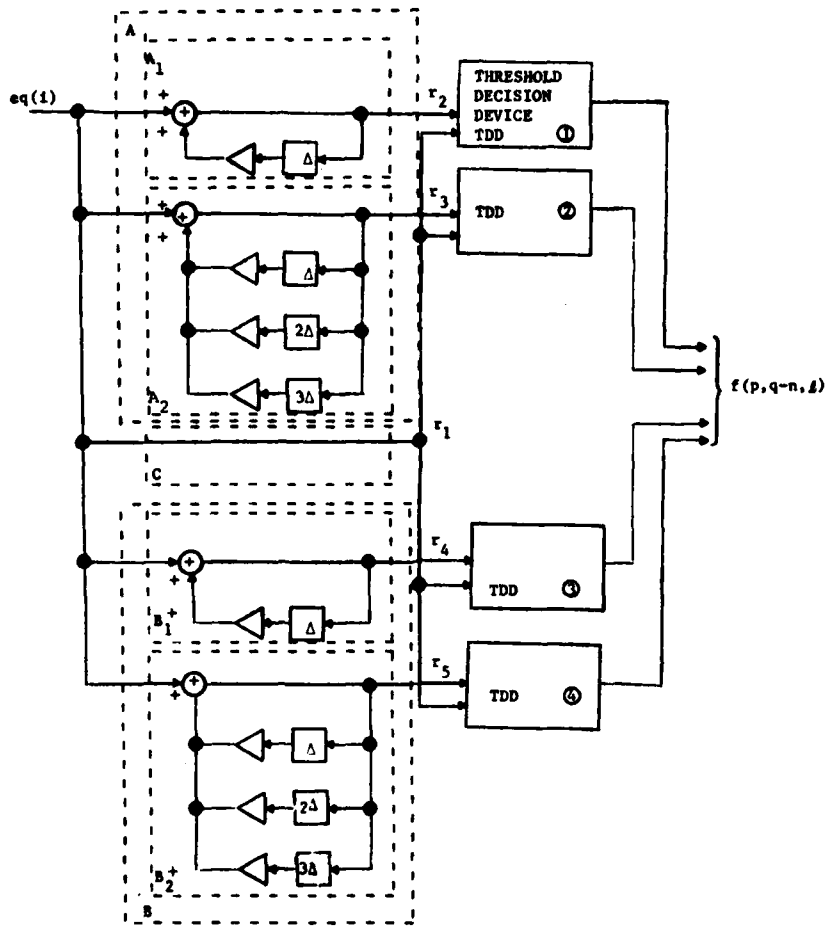 A
A1
eq(i)
+
+
+
Δ
r2
THRESHOLD
DECISION
DEVICE
TDD ①
+
+
+
Δ
2Δ
3Δ
A2
r3
TDD ②
f(p,q-n,ℓ)
r1
C
+
+
Δ
B1+
r4
TDD ③
+
+
Δ
2Δ
3Δ
B2+
r5
TDD ④
B